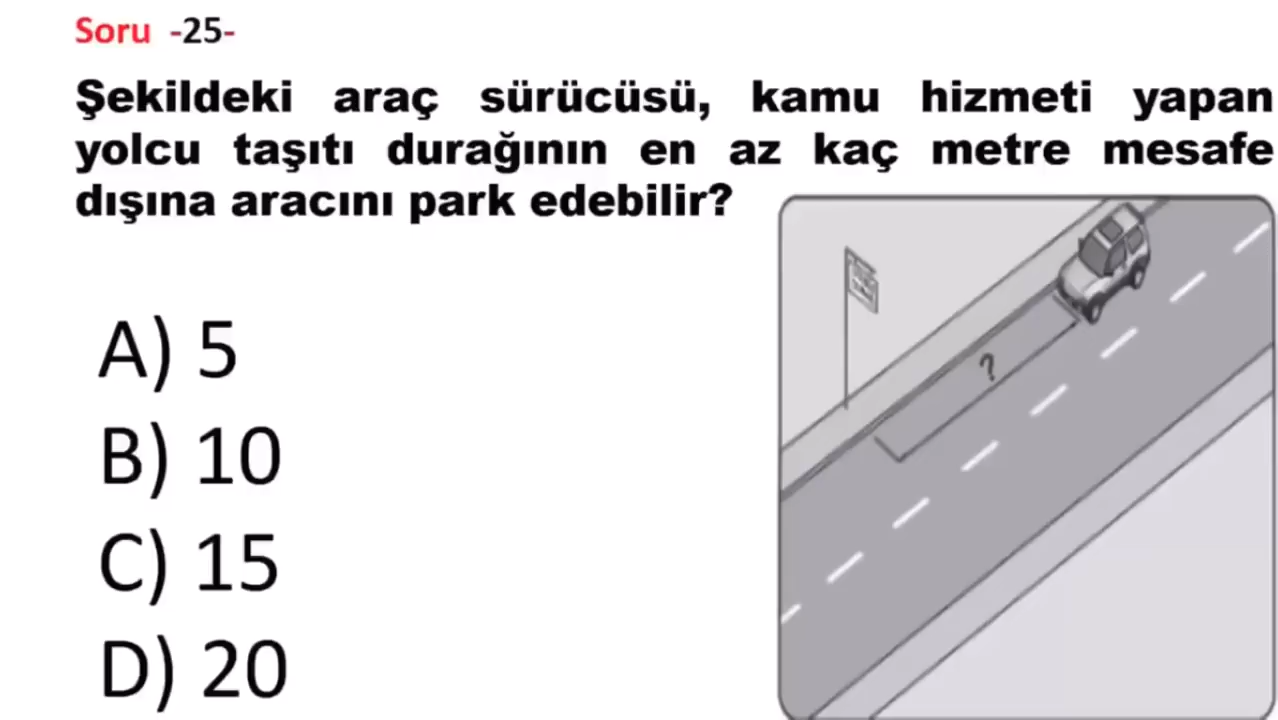 Soru -25-
Şekildeki araç sürücüsü, kamu hizmeti yapan
yolcu taşıtı durağının en az kaç metre mesafe
dışına aracını park edebilir?
?
A) 5
B) 10
C) 15
D) 20